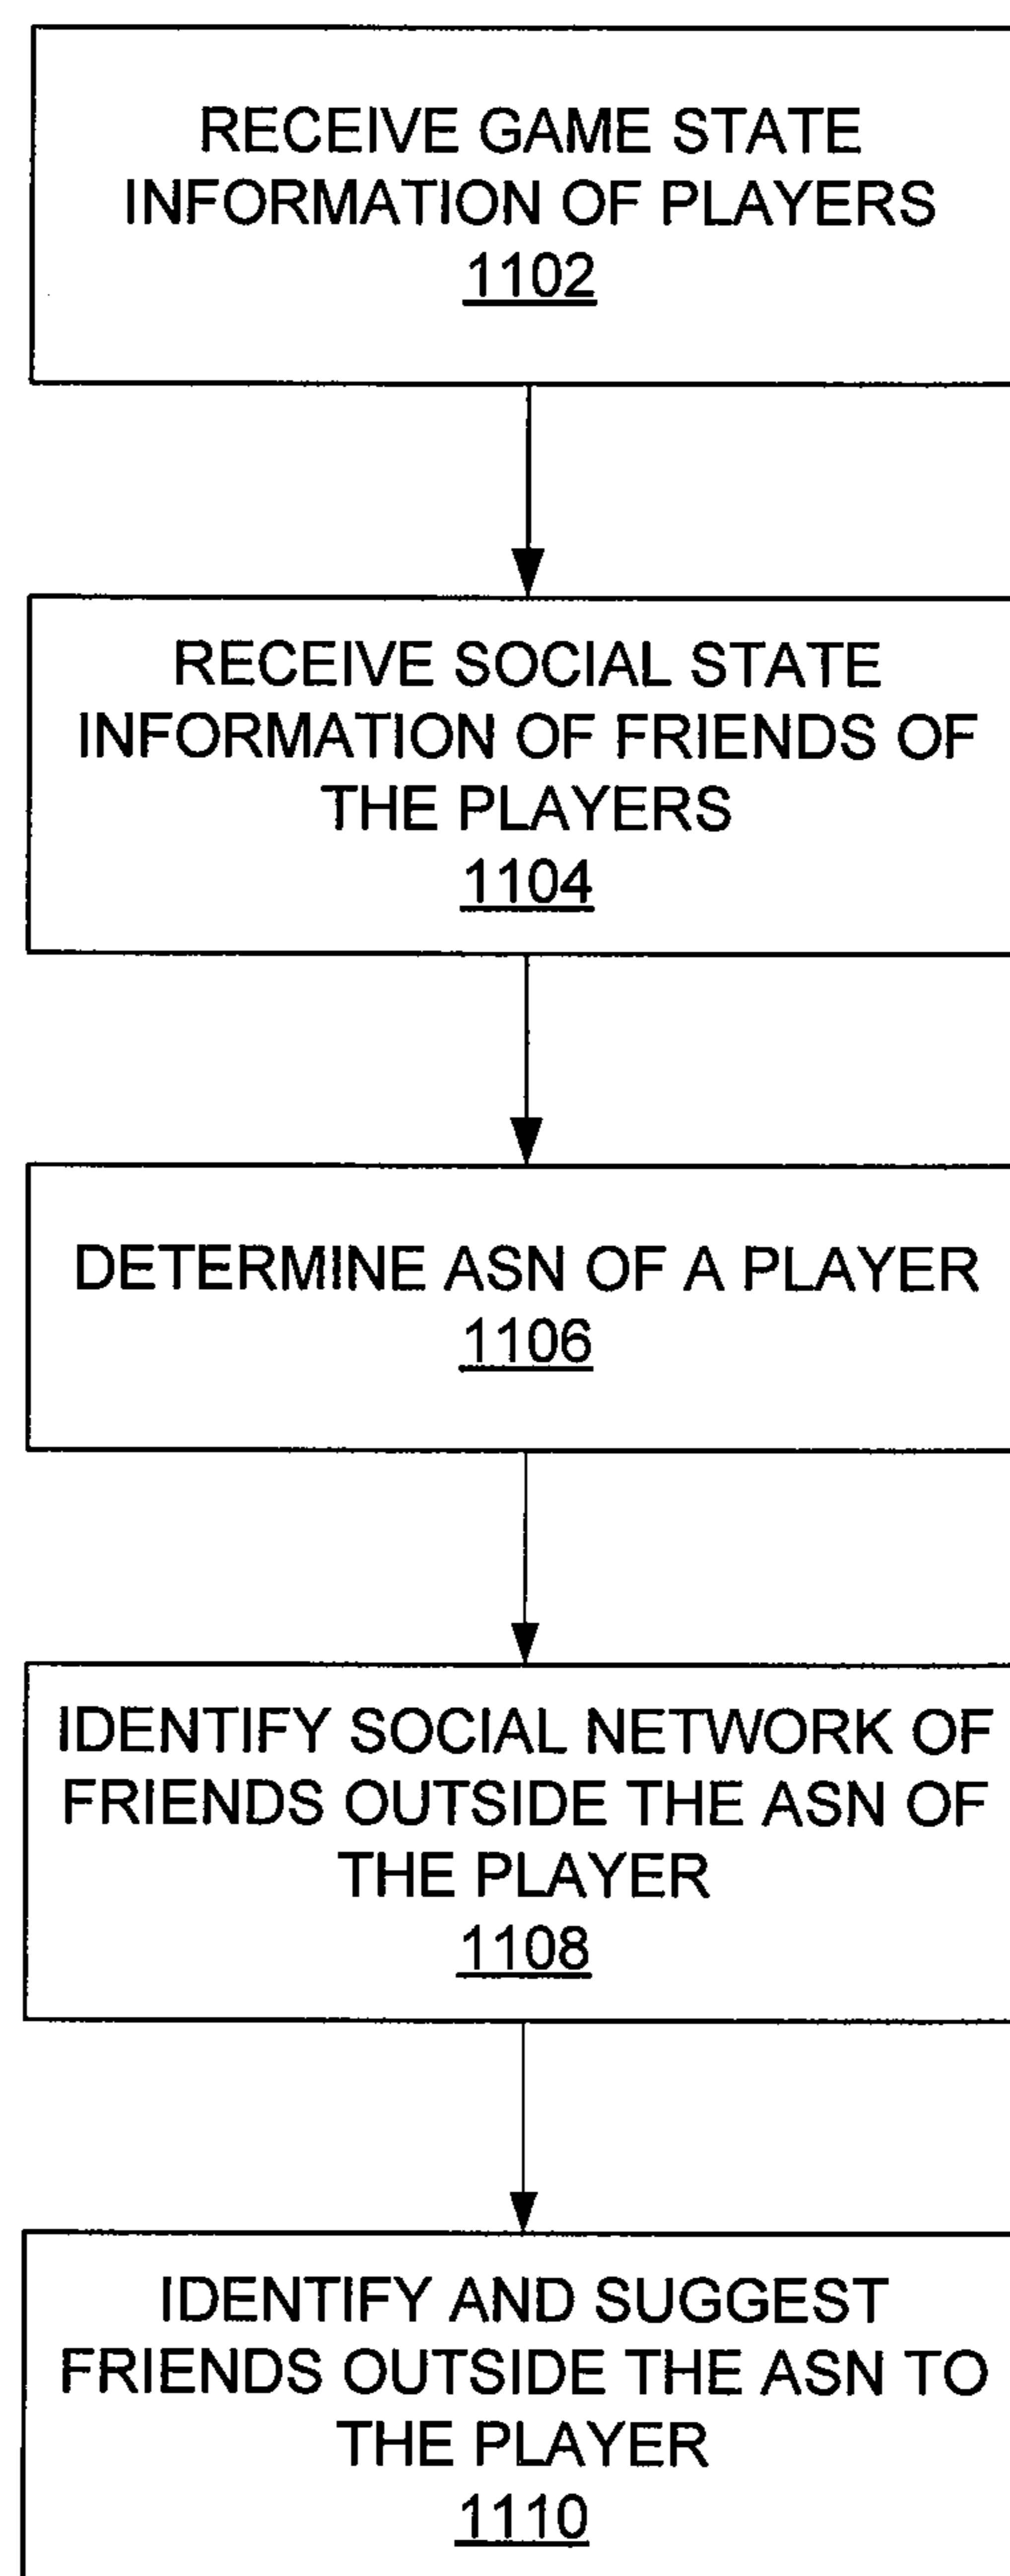 RECEIVE GAME STATE
INFORMATION OF PLAYERS
1102
RECEIVE SOCIAL STATE
INFORMATION OF FRIENDS OF
THE PLAYERS
1104
DETERMINE ASN OF A PLAYER
1106
IDENTIFY SOCIAL NETWORK OF
FRIENDS OUTSIDE THE ASN OF
THE PLAYER
1108
IDENTIFY AND SUGGEST
FRIENDS OUTSIDE THE ASN TO
THE PLAYER
1110